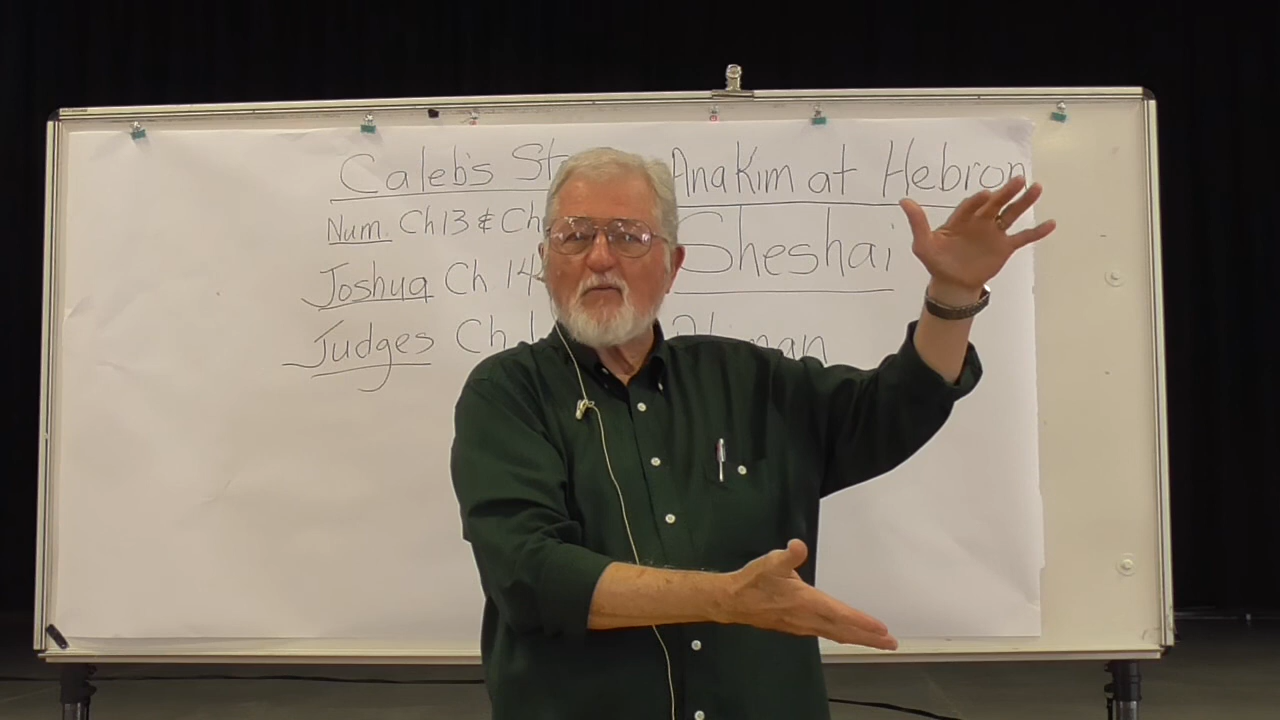 Caleb's St AnaKim at Hebron
Num. Ch13 & Ch Sheshai
Joshua Ch 14
Judges Ch